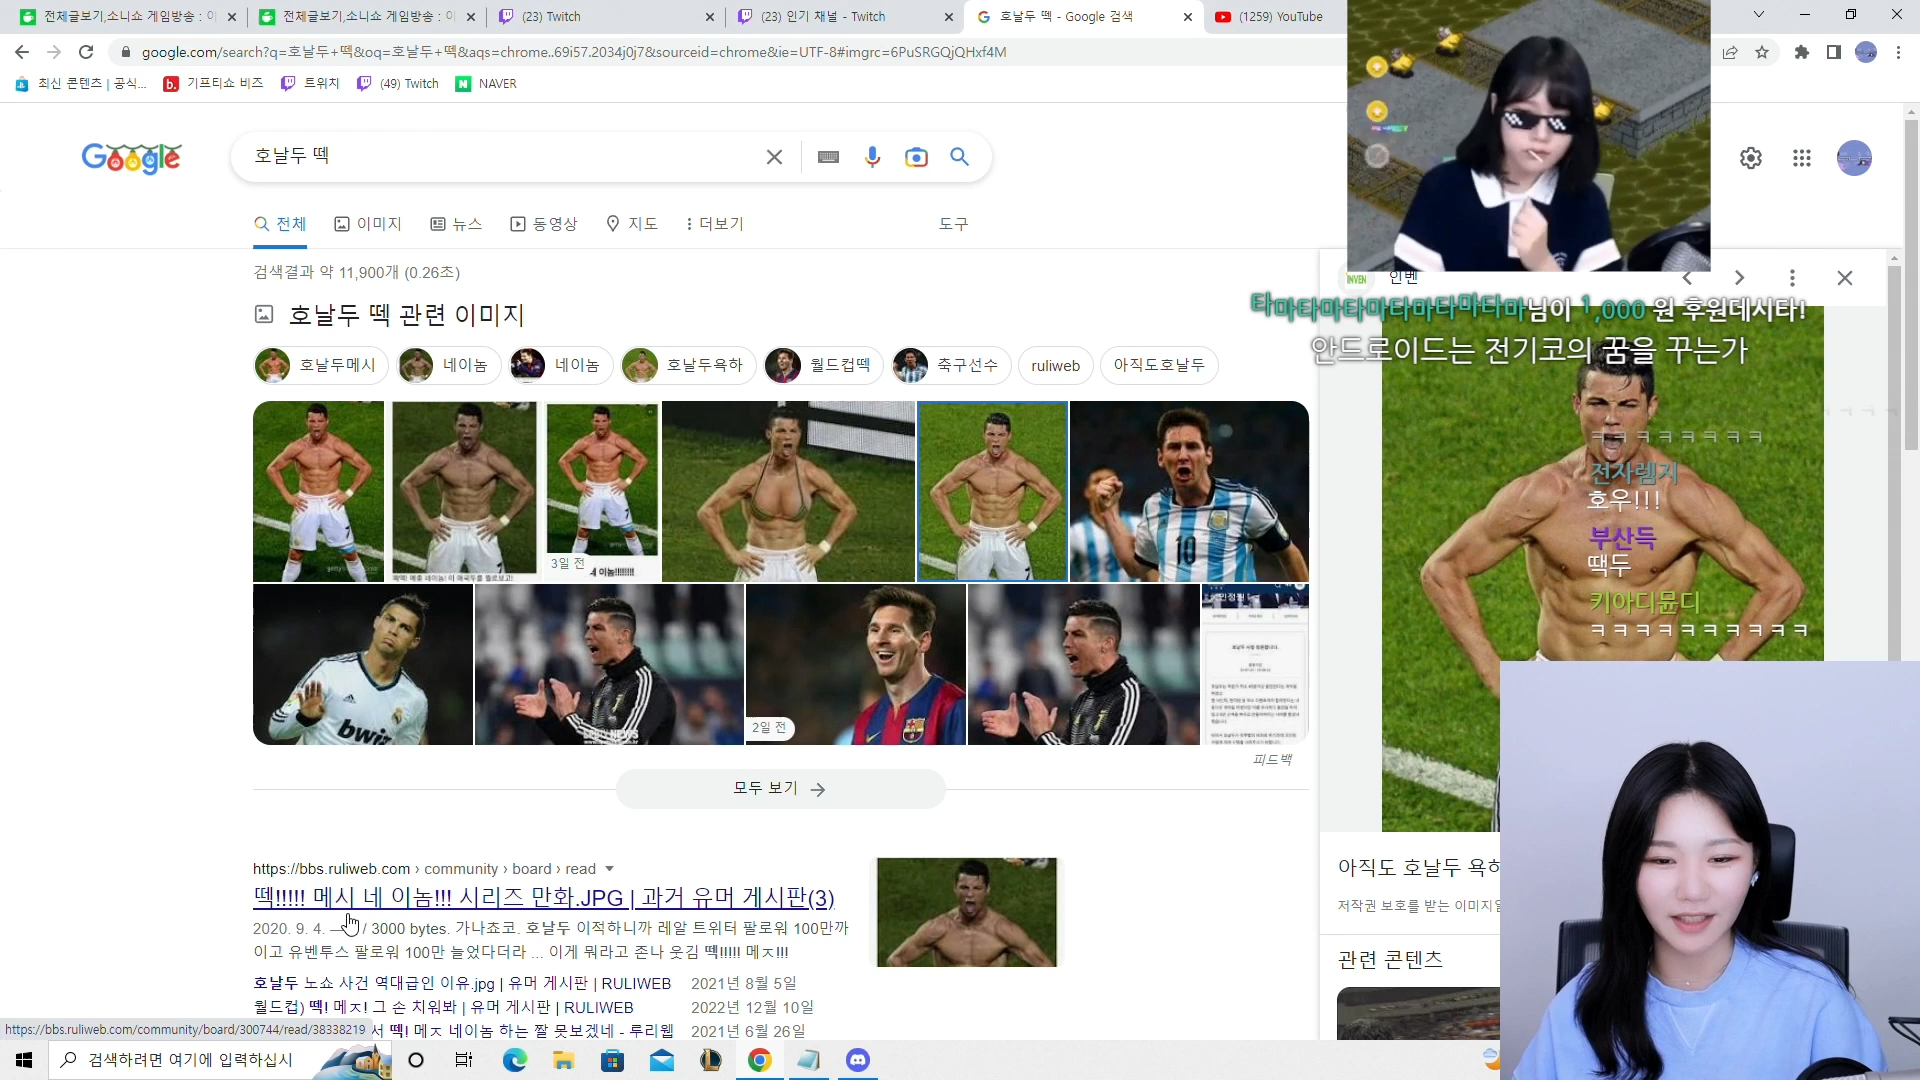 전체글보기,소니쇼 게임방송 : 이
전체글보기,소니쇼 게임방송 : 이
(23) Twitch
(23) 인기 채널 - Twitch
호날두 떽 - Google 검색
(1259) YouTube
google.com/search?q=호날두+떽&oq=호날두+떽&aqs=chrome..69i57.2034j0j7&sourceid=chrome&ie=UTF-8#imgrc=6PuSRGQjQHxf4M
최신 콘텐츠 | 공식...
기프티쇼 비즈
트위치
(49) Twitch
NAVER
Google
호날두 떽
전체
이미지
뉴스
동영상
지도
더보기
도구
검색결과 약 11,900개 (0.26초)
INVEN
인벤
타마타마타마타마타마타마님이 1,000 원 후원데시타!
안드로이드는 전기코의 꿈을 꾸는가
호날두 떽 관련 이미지
호날두메시
네이놈
네이놈
호날두욕하
월드컵떽
축구선수
ruliweb
아직도호날두
3일 전
2일 전
피드백
모두 보기
ㅋㅋㅋㅋㅋㅋㅋㅋ
전자렘지
호우!!!
부산득
땍두
키아디뮨디
ㅋㅋㅋㅋㅋㅋㅋㅋㅋㅋ
https://bbs.ruliweb.com › community › board › read
떽!!!!! 메시 네 이놈!!! 시리즈 만화.JPG | 과거 유머 게시판(3)
2020. 9. 4. — / 3000 bytes. 가나쵸코. 호날두 이적하니까 레알 트위터 팔로워 100만까
이고 유벤투스 팔로워 100만 늘었다더라 ... 이게 뭐라고 존나 웃김 떽!!!!! 메ㅈ!!!
호날두 노쇼 사건 역대급인 이유.jpg | 유머 게시판 | RULIWEB 2021년 8월 5일
월드컵) 떽! 메ㅈ! 그 손 치워봐 | 유머 게시판 | RULIWEB 2022년 12월 10일
서 떽! 메ㅈ 네이놈 하는 짤 못보겠네 - 루리웹 2021년 6월 26일
아직도 호날두 욕하
저작권 보호를 받는 이미지일
관련 콘텐츠
https://bbs.ruliweb.com/community/board/300744/read/38338219
검색하려면 여기에 입력하십시